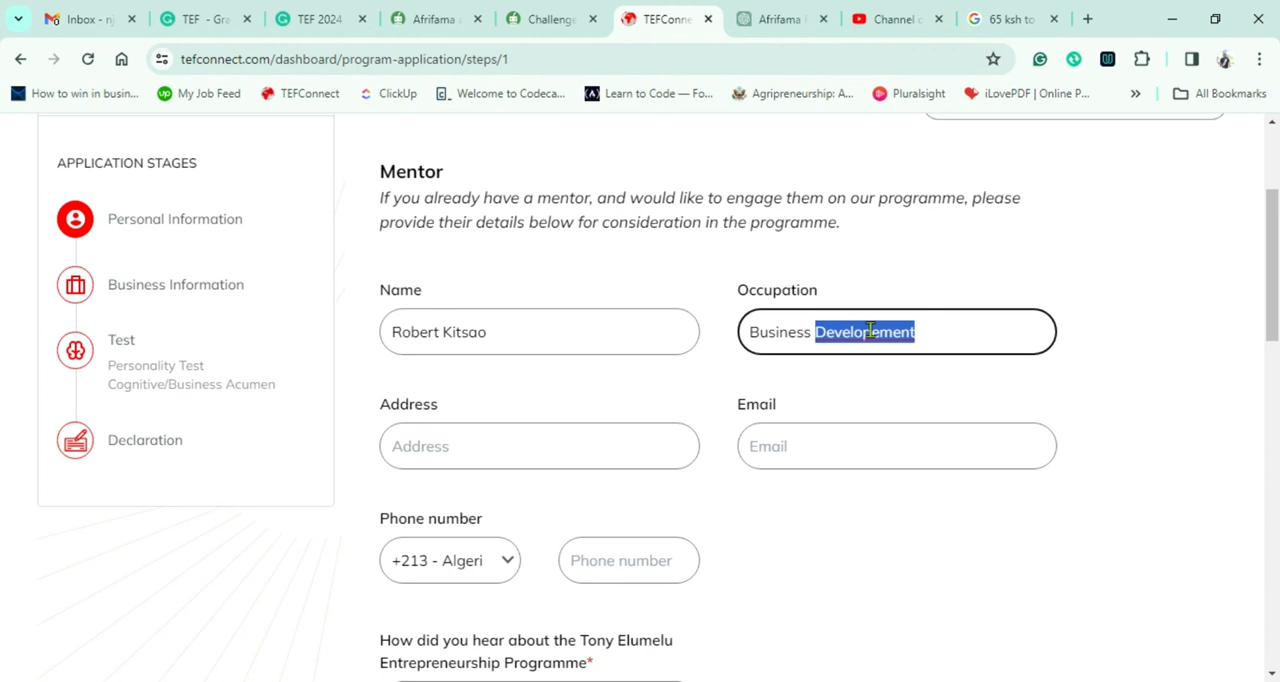 Inbox - nj
TEF - Gra
TEF 2024
Afrifama
Challenge
TEFConne
Afrifama
Channel c
65 ksh to
tefconnect.com/dashboard/program-application/steps/1
How to win in busin...
My Job Feed
TEFConnect
ClickUp
Welcome to Codeca...
Learn to Code — Fo...
Agripreneurship: A...
Pluralsight
iLovePDF | Online P...
All Bookmarks
APPLICATION STAGES
Personal Information
Business Information
Test
Personality Test
Cognitive/Business Acumen
Declaration
Mentor
If you already have a mentor, and would like to engage them on our programme, please
provide their details below for consideration in the programme.
Name
Occupation
Robert Kitsao
Business Developement
Address
Email
Address
Email
Phone number
+213 - Algeri
Phone number
How did you hear about the Tony Elumelu
Entrepreneurship Programme*